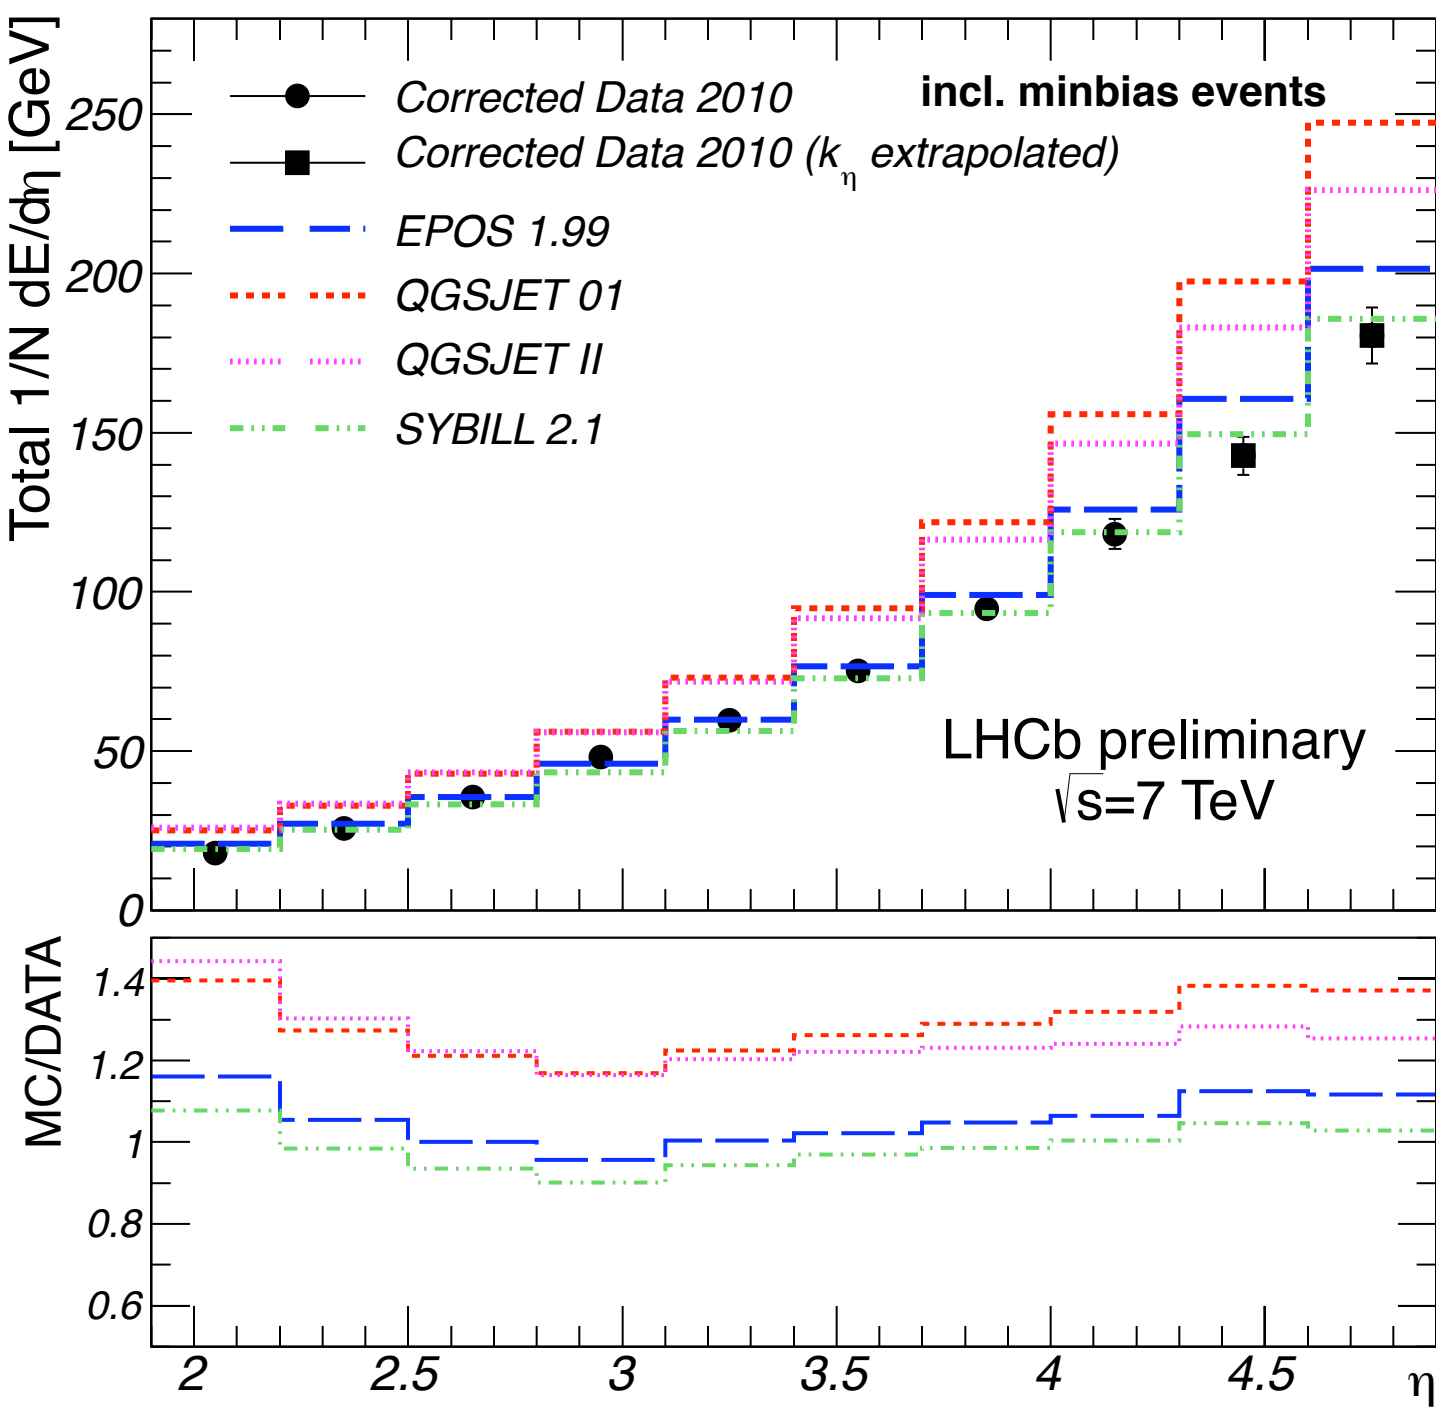 Total 1/N dE/dη [GeV]
250
200
150
100
50
0
Corrected Data 2010
Corrected Data 2010 (kη extrapolated)
EPOS 1.99
QGSJET 01
QGSJET II
SYBILL 2.1
incl. minbias events
LHCb preliminary
√s=7 TeV
MC/DATA
1.4
1.2
1
0.8
0.6
2 2.5 3 3.5 4 4.5 η